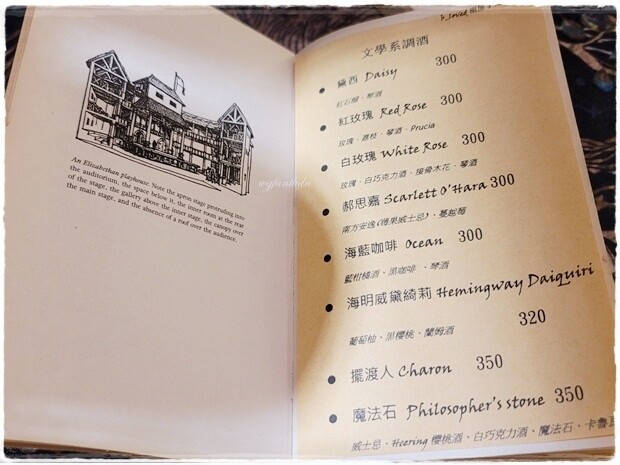 An Elizabethan playhouse. Note the apron stage protruding into
the auditorium, the space below it, the inner room at the rear
of the stage, the gallery above the inner stage, the canopy over
the main stage, and the absence of a roof over the audience.
文學系調酒
黛西 Daisy 300
紅石榴、琴酒
紅玫瑰 Red Rose 300
玫瑰、荔枝、琴酒、Prucia
白玫瑰 White Rose 300
玫瑰、白巧克力酒、接骨木花、琴酒
郝思嘉 Scarlett O'Hara 300
南方安逸(莓果威士忌)、蔓越莓
海藍咖啡 Ocean 300
藍柑橘酒、黑咖啡、琴酒
海明威黛綺莉 Hemingway Daiquiri
320
葡萄柚、黑櫻桃、蘭姆酒
擺渡人 Charon 350
魔法石 Philosopher's stone 350
威士忌、Heering 櫻桃酒、白巧克力酒、魔法石、卡魯